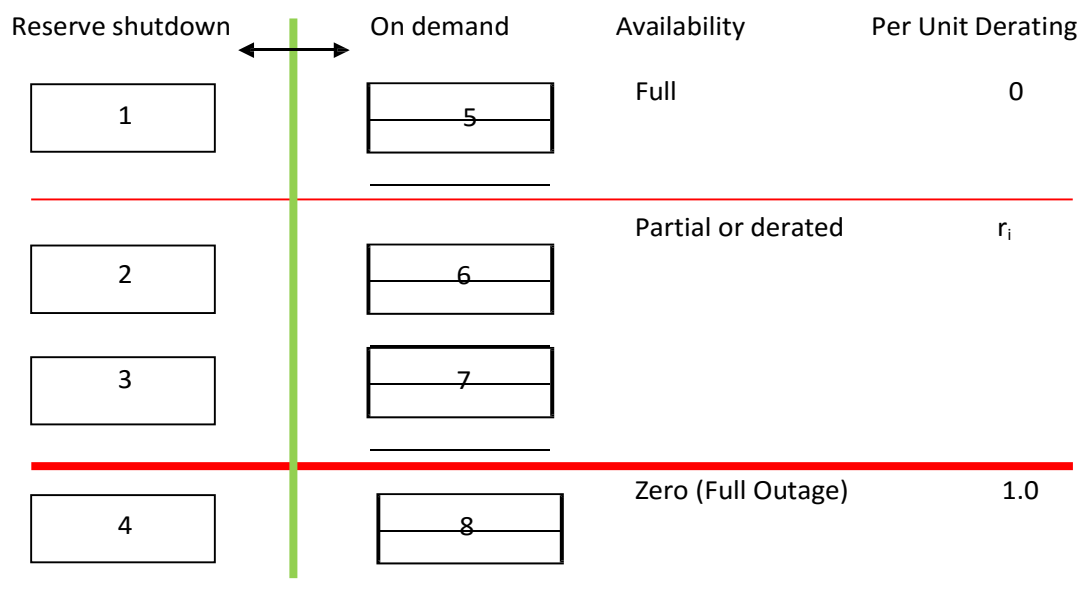 Reserve shutdown On demand Availability Per Unit Derating
1 5 Full 0
Partial or derated rᵢ
2 6
3 7
Zero (Full Outage) 1.0
4 8